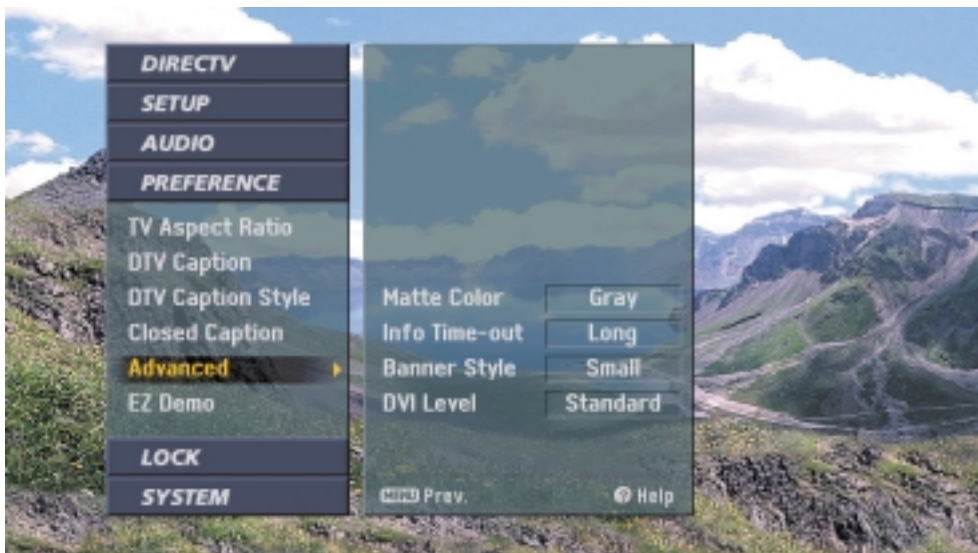 DIRECTV
SETUP
AUDIO
PREFERENCE
TV Aspect Ratio
DTV Caption
DTV Caption Style
Closed Caption
Advanced
EZ Demo
LOCK
SYSTEM
Matte Color Gray
Info Time-out Long
Banner Style Small
DVI Level Standard
MENU Prev. ? Help